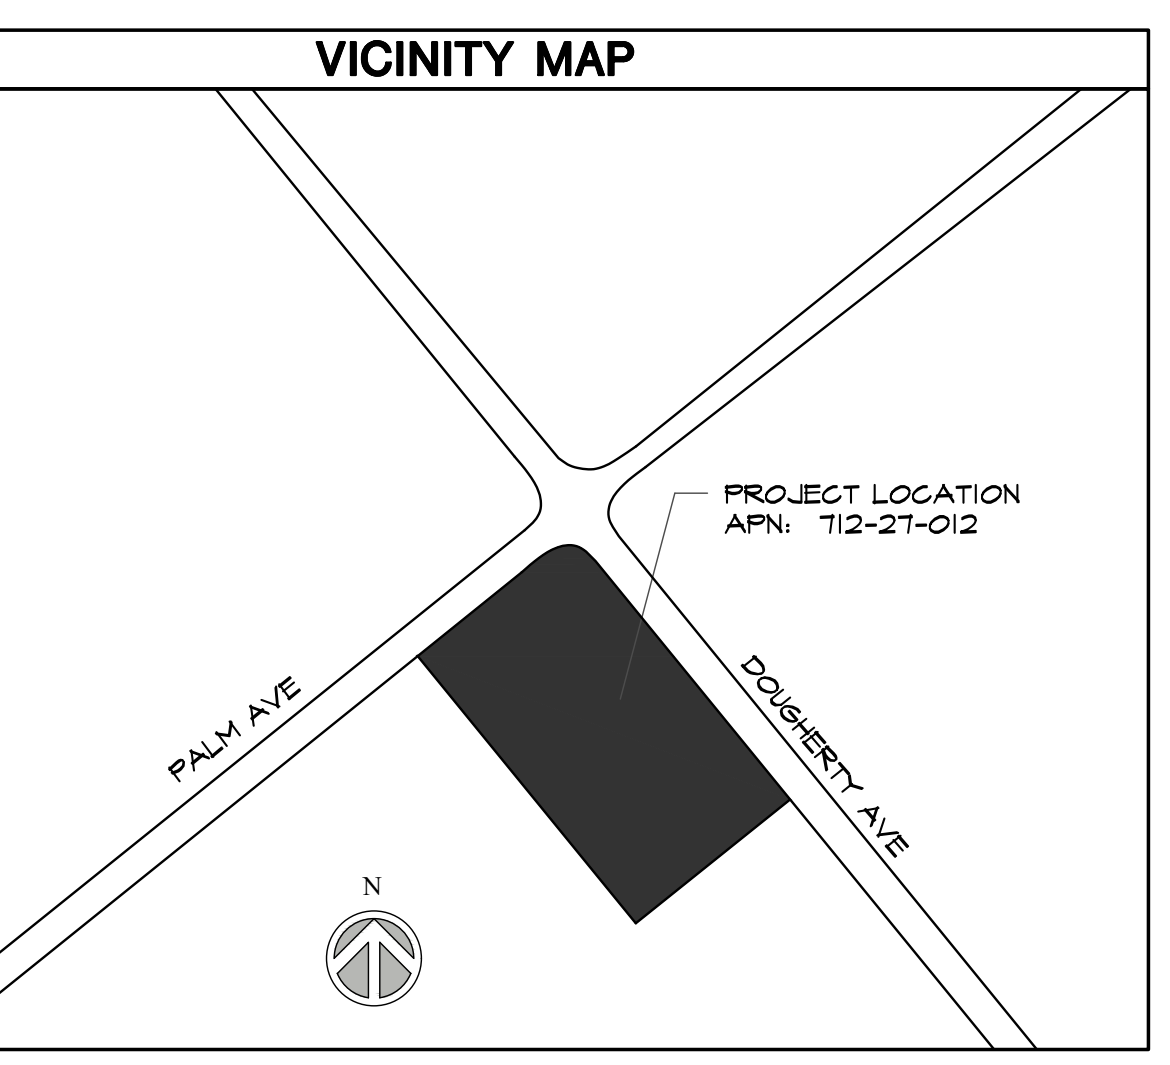 VICINITY MAP
PROJECT LOCATION
APN: 712-27-012
DOUGHERTY AVE
PALM AVE
N